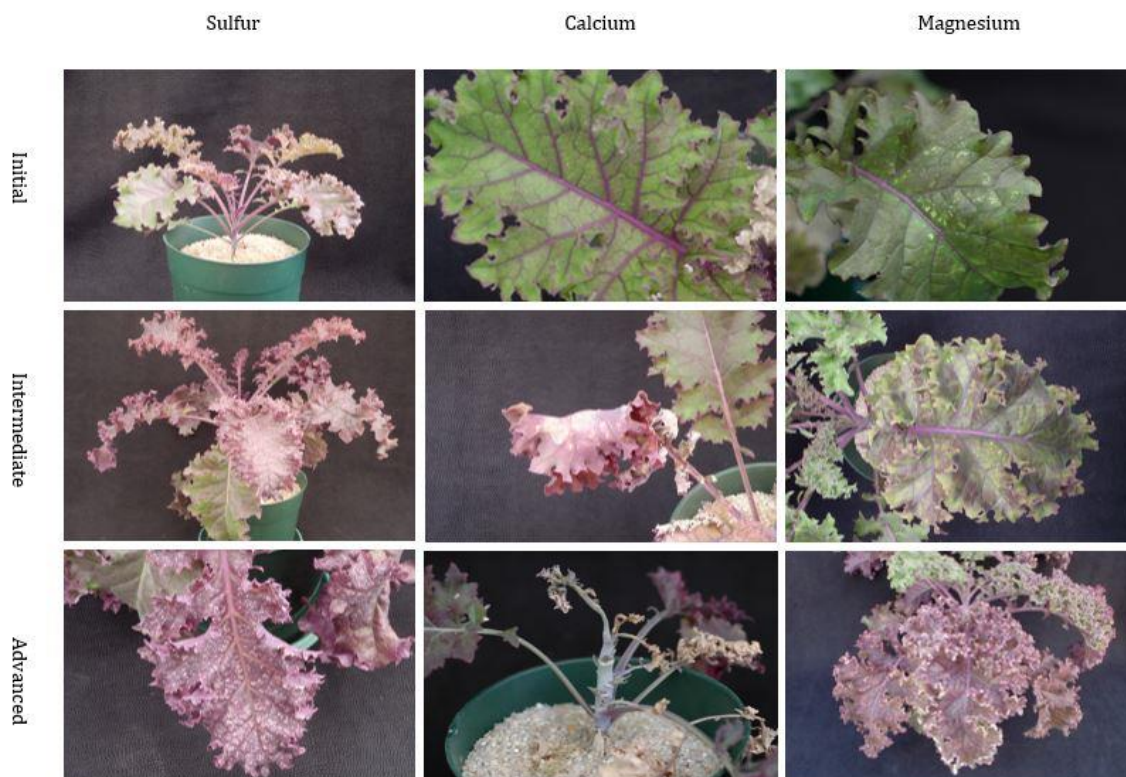 Sulfur
Calcium
Magnesium
Initial
Intermediate
Advanced